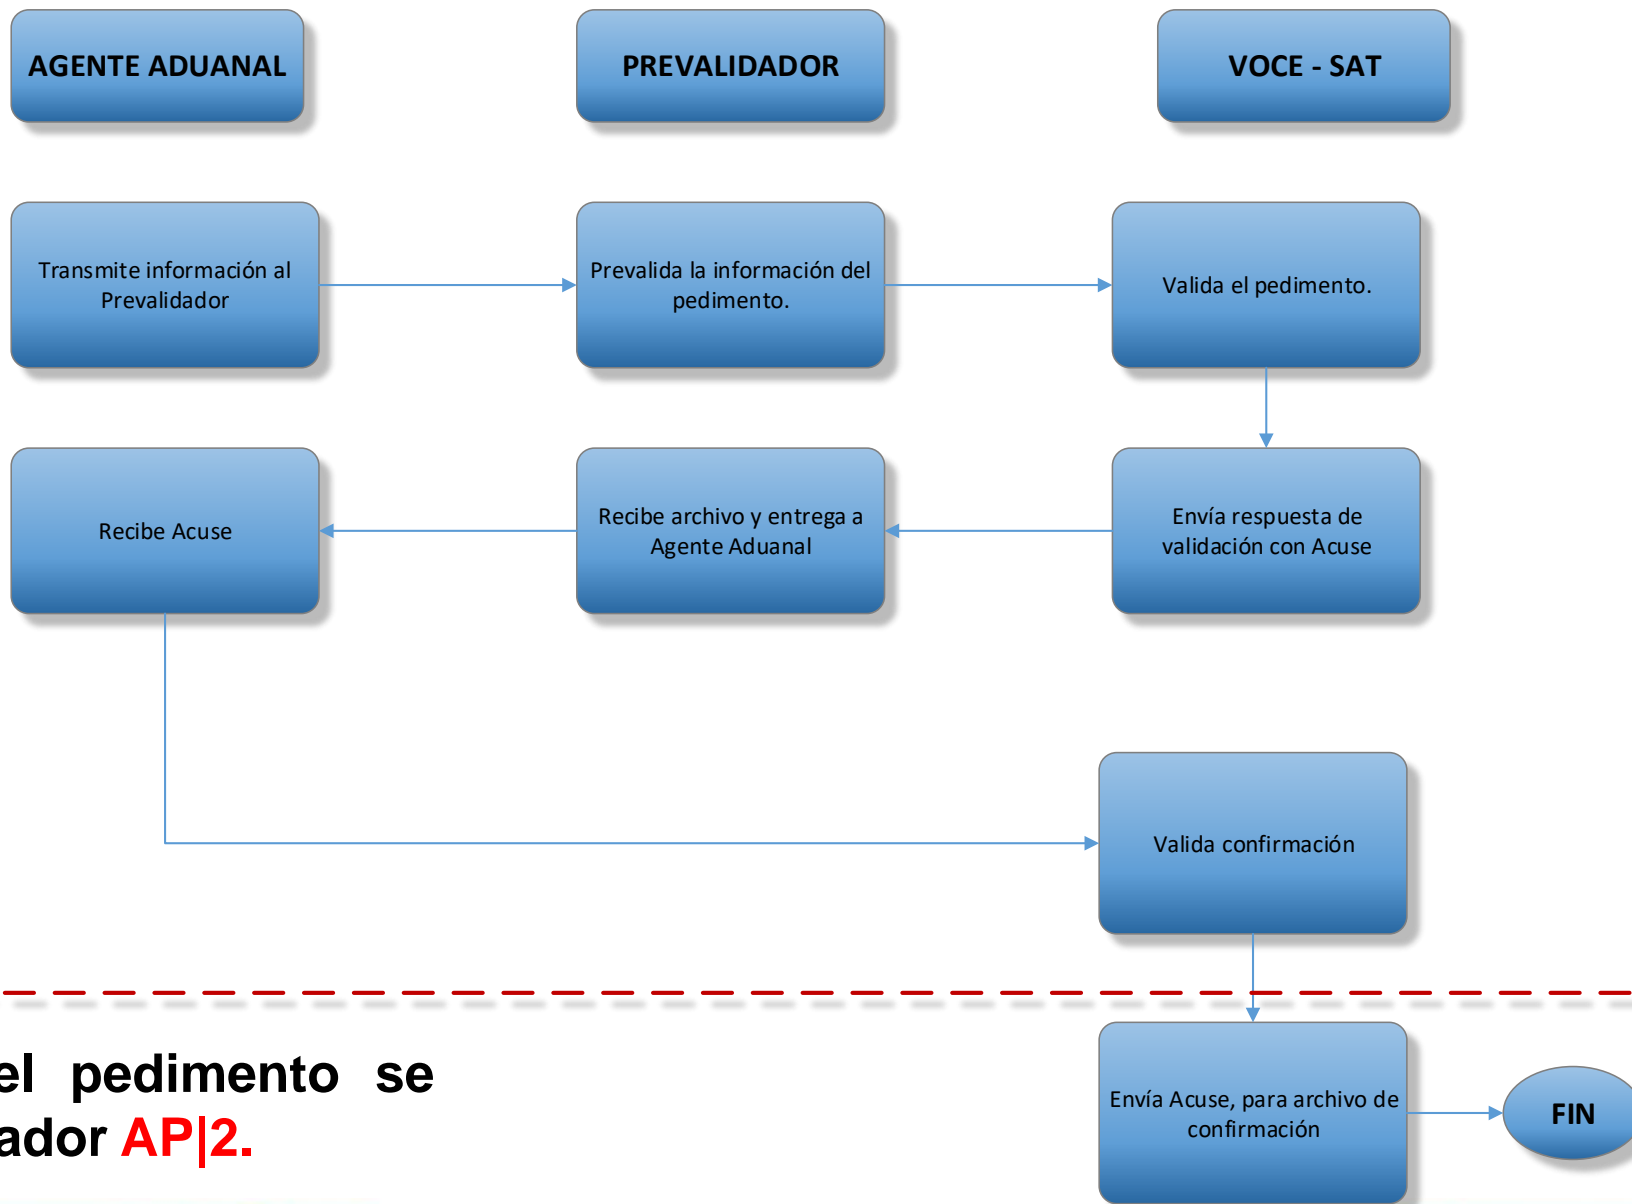 AGENTE ADUANAL
PREVALIDADOR
VOCE - SAT
Transmite información al
Prevalidador
Prevalida la información del
pedimento.
Valida el pedimento.
Recibe Acuse
Recibe archivo y entrega a
Agente Aduanal
Envía respuesta de
validación con Acuse
Valida confirmación
el pedimento se
ador AP|2.
Envía Acuse, para archivo de
confirmación
FIN